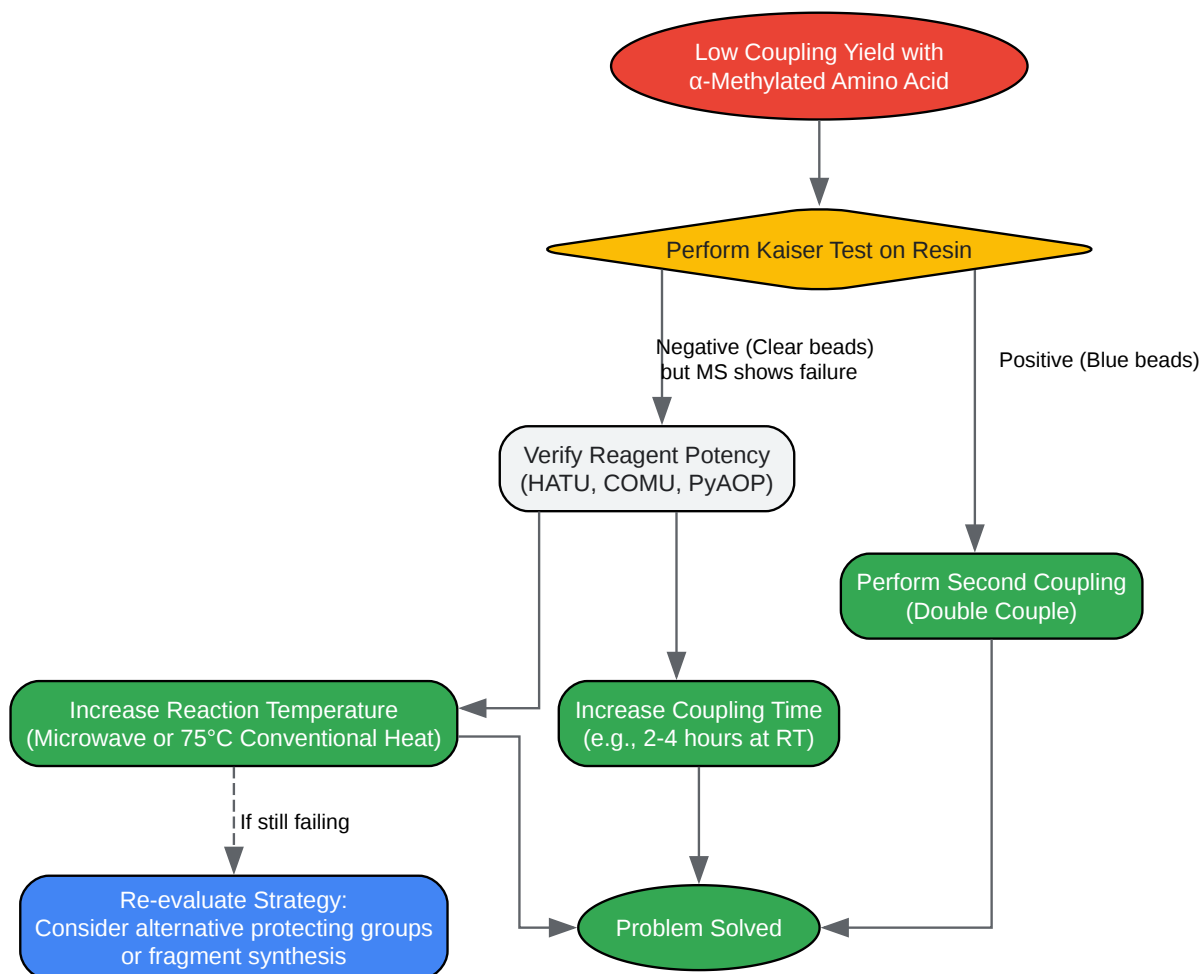 Low Coupling Yield with
α-Methylated Amino Acid
Perform Kaiser Test on Resin
Negative (Clear beads)
but MS shows failure
Positive (Blue beads)
Verify Reagent Potency
(HATU, COMU, PyAOP)
Perform Second Coupling
(Double Couple)
Increase Reaction Temperature
(Microwave or 75°C Conventional Heat)
Increase Coupling Time
(e.g., 2-4 hours at RT)
If still failing
Re-evaluate Strategy:
Consider alternative protecting groups
or fragment synthesis
Problem Solved